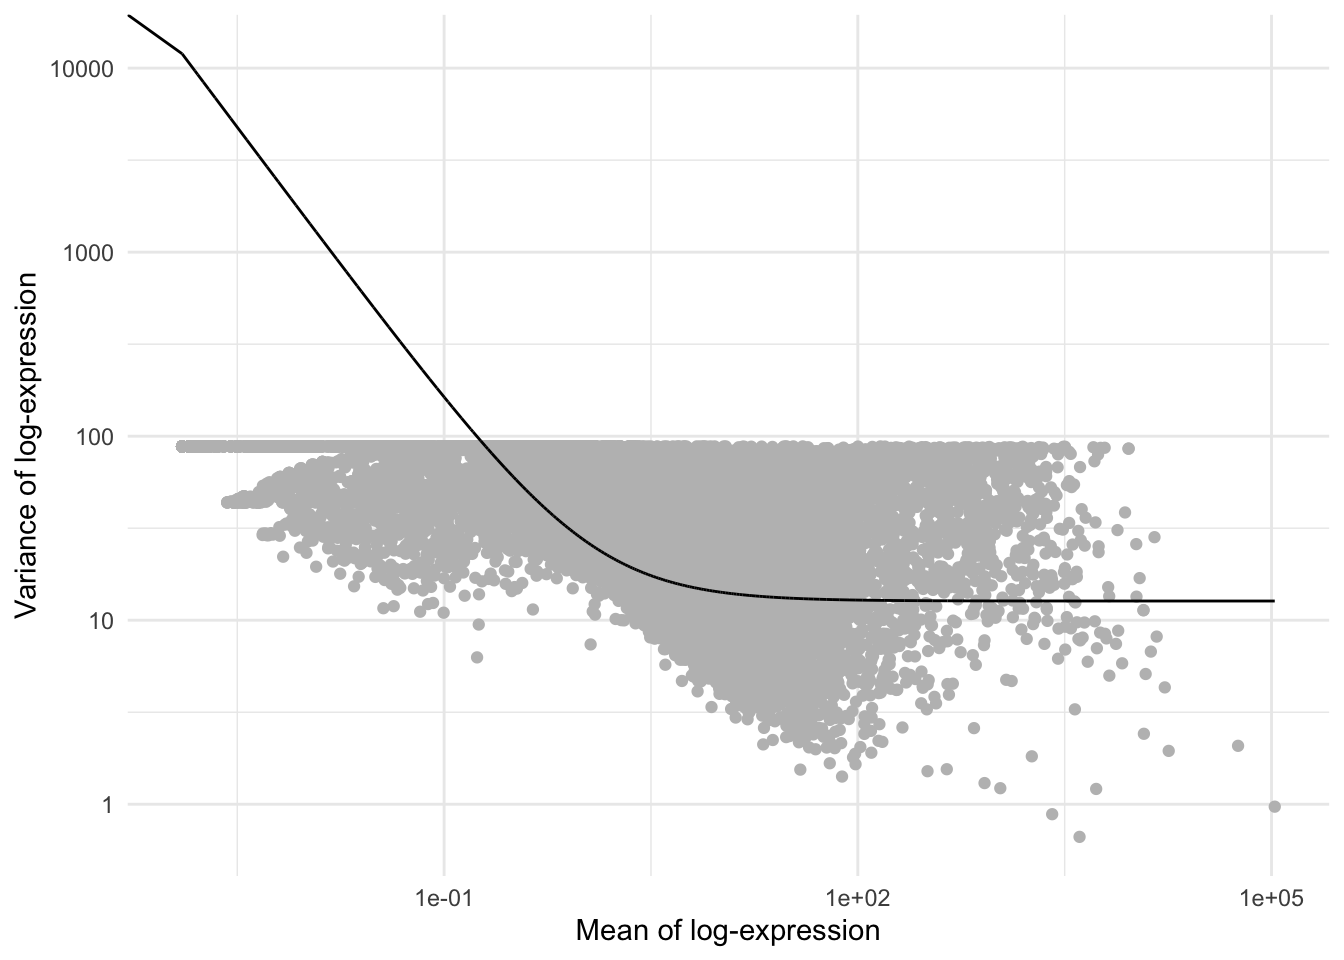 10000
1000
100
10
1
Variance of log-expression
1e-01
1e+02
1e+05
Mean of log-expression